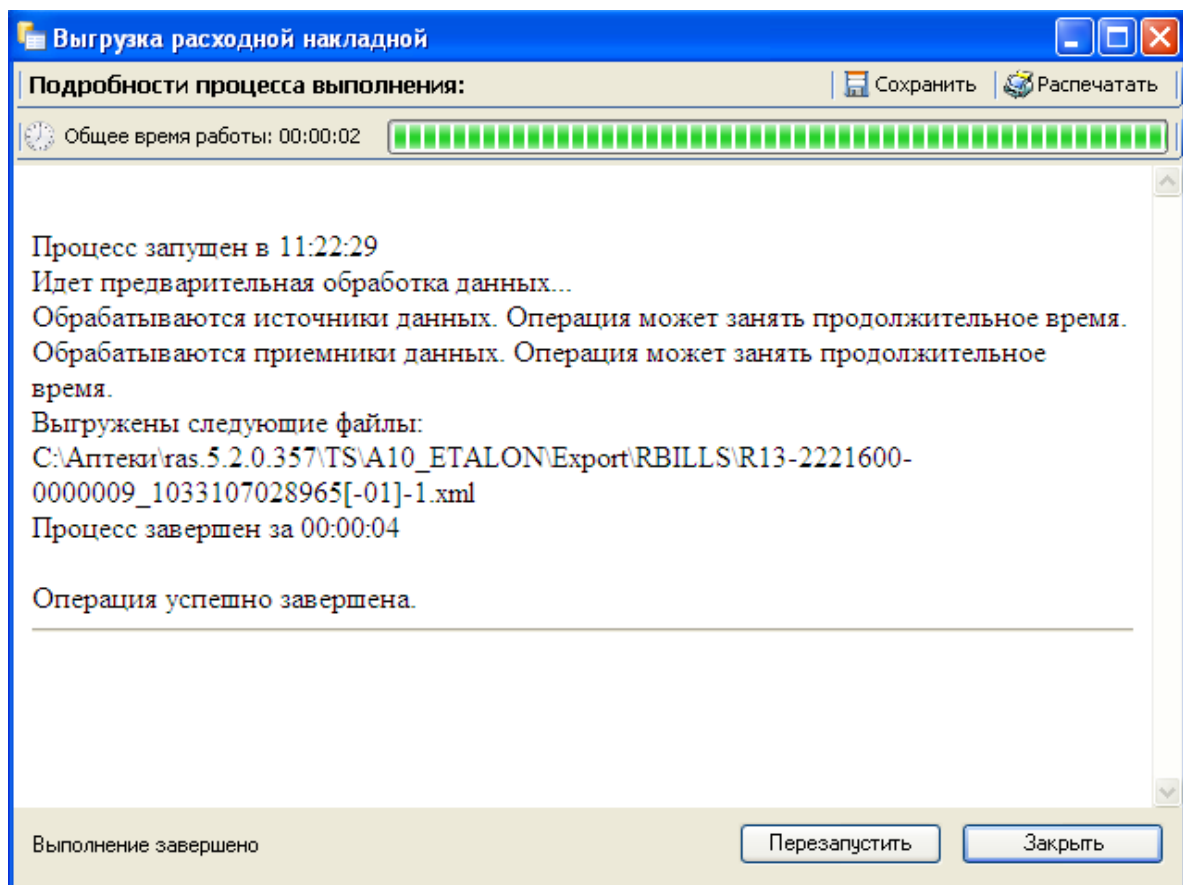 Выгрузка расходной накладной
Подробности процесса выполнения:
Сохранить
Распечатать
Общее время работы: 00:00:02
Процесс запущен в 11:22:29
Идет предварительная обработка данных...
Обрабатываются источники данных. Операция может занять продолжительное время.
Обрабатываются приемники данных. Операция может занять продолжительное
время.
Выгружены следующие файлы:
C:\Аптеки\ras.5.2.0.357\TS\A10_ETALON\Export\RBILLS\R13-2221600-
0000009_1033107028965[-01]-1.xml
Процесс завершен за 00:00:04
Операция успешно завершена.
Выполнение завершено
Перезапустить
Закрыть